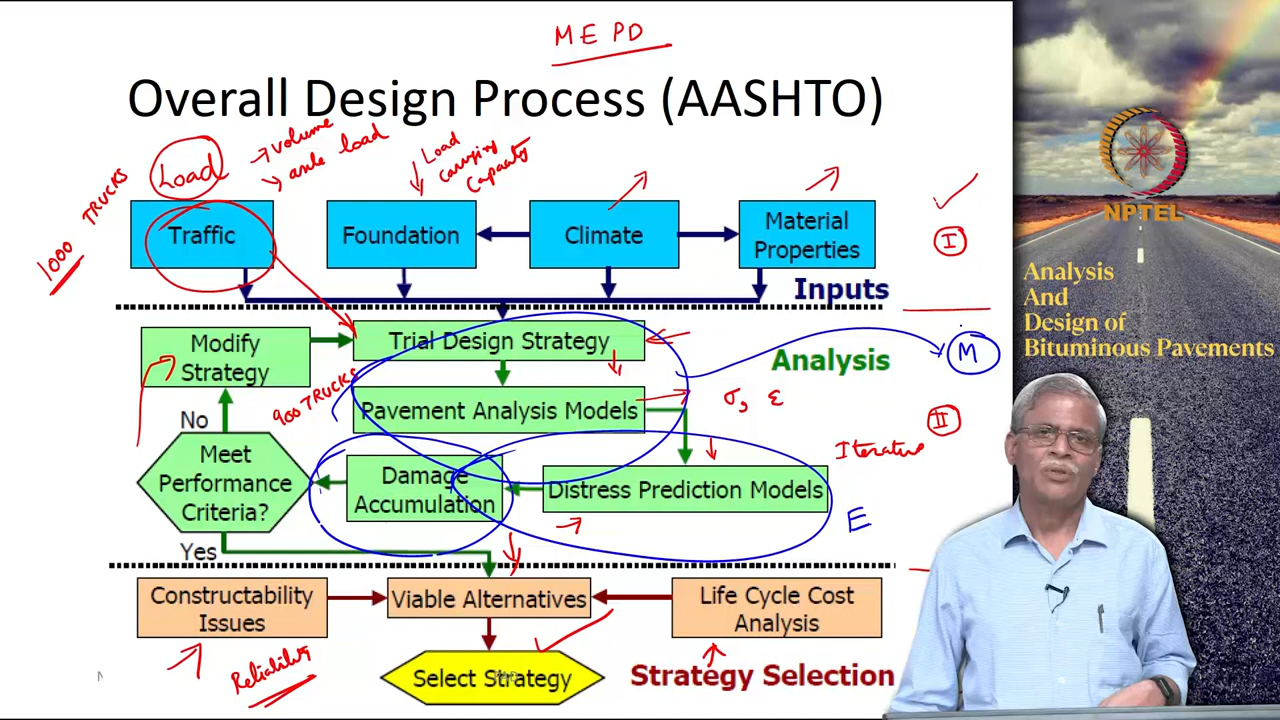 M E P D
Overall Design Process (AASHTO)
Load
→ volume
→ axle load
Load
carrying
capacity
1000 TRUCKS
Traffic
Foundation
Climate
Material
Properties
I
Inputs
NPTEL
Analysis
And
Design of
Bituminous Pavements
Modify
Strategy
Trial Design Strategy
Analysis
M
900 TRUCKS
Pavement Analysis Models
σ, ε
II
No
Iterative
Meet
Performance
Criteria?
Damage
Accumulation
Distress Prediction Models
E
Yes
Constructability
Issues
Viable Alternatives
Life Cycle Cost
Analysis
Reliability
Select Strategy
Strategy Selection